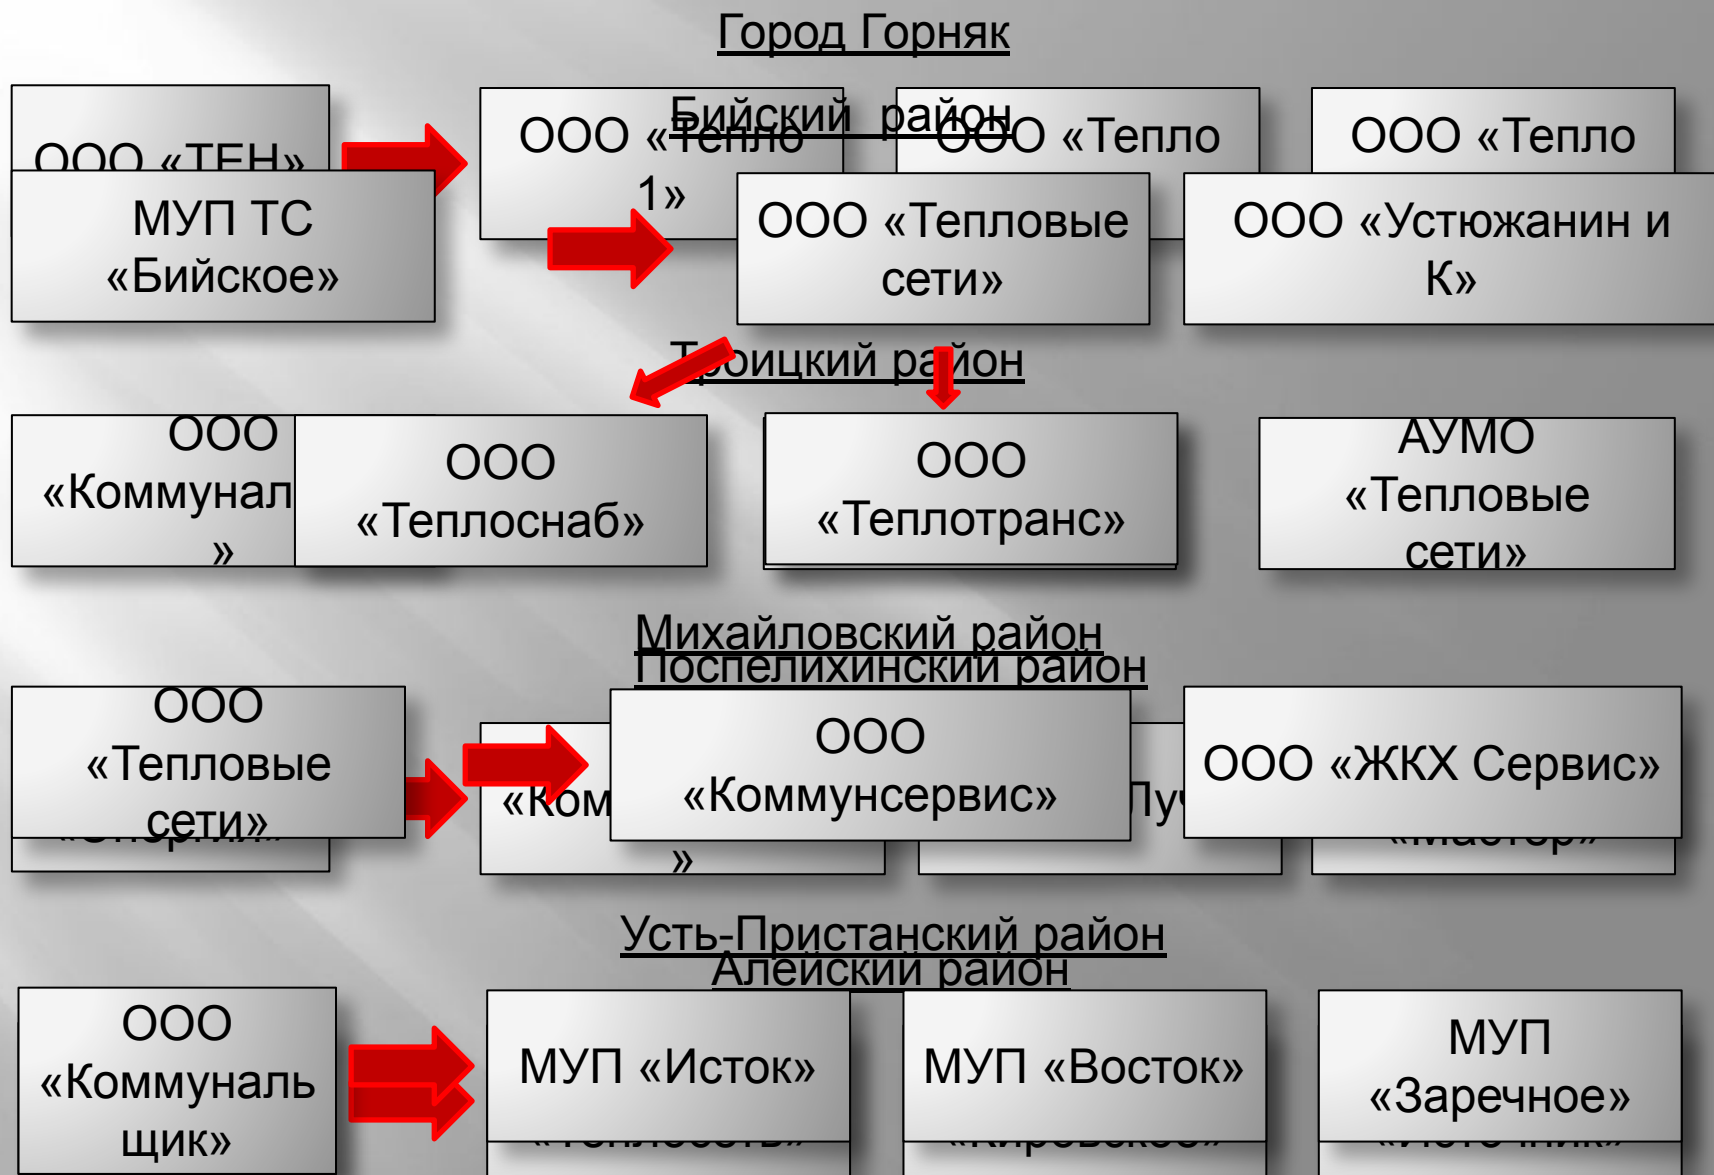 Город Горняк
Бийский район
ООО «ТЕН»
ООО «Тепло
1»
ООО «Тепло
ООО «Тепло
МУП ТС
«Бийское»
ООО «Тепловые
сети»
ООО «Устюжанин и
К»
Троицкий район
ООО
«Коммунал
»
ООО
«Теплоснаб»
ООО
«Теплотранс»
АУМО
«Тепловые
сети»
Михайловский район
Поспелихинский район
ООО
«Тепловые
сети»
«Ком
»
ООО
«Коммунсервис»
Луч
ООО «ЖКХ Сервис»
«Мастер»
Усть-Пристанский район
Алейский район
ООО
«Коммуналь
щик»
МУП «Исток»
МУП «Восток»
МУП
«Заречное»